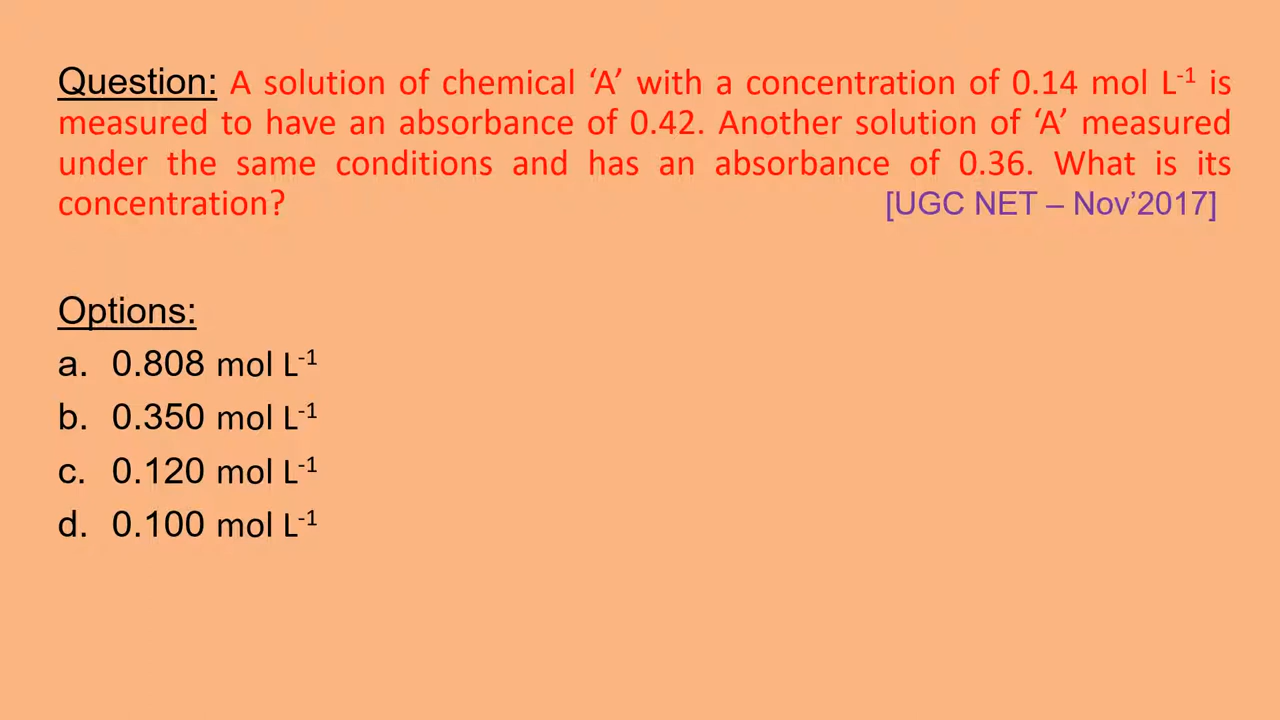 Question: A solution of chemical ‘A’ with a concentration of 0.14 mol L-1 is
measured to have an absorbance of 0.42. Another solution of ‘A’ measured
under the same conditions and has an absorbance of 0.36. What is its
concentration? [UGC NET – Nov’2017]
Options:
a. 0.808 mol L-1
b. 0.350 mol L-1
c. 0.120 mol L-1
d. 0.100 mol L-1